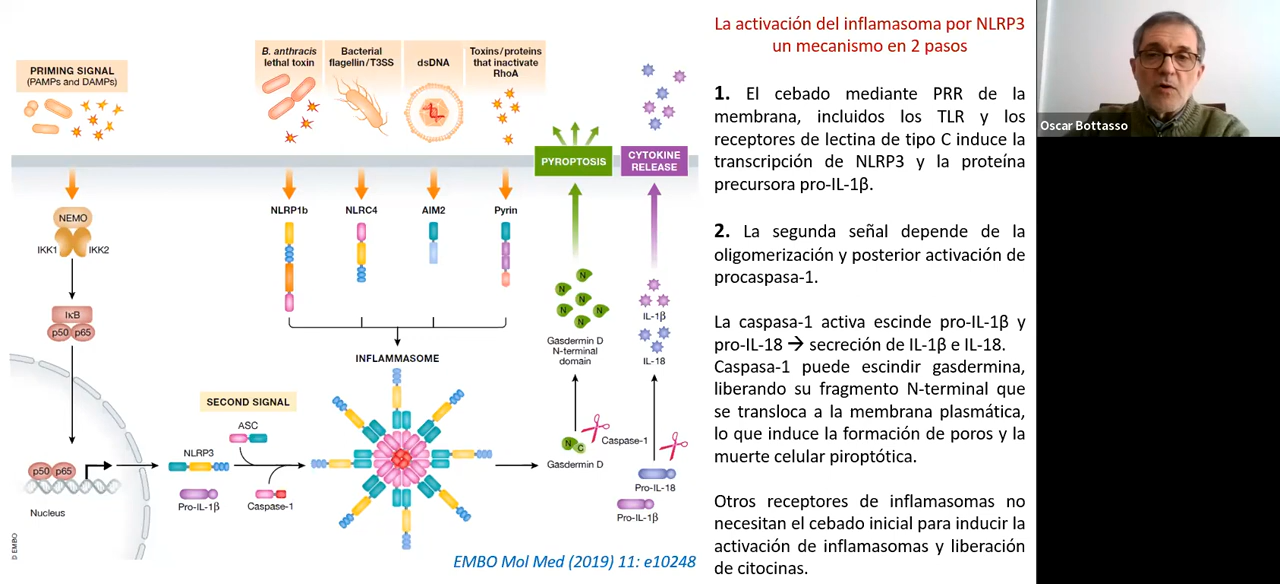 PRIMING SIGNAL
(PAMPs and DAMPs)
B. anthracis
lethal toxin
Bacterial
flagellin/T3SS
dsDNA
Toxins/proteins
that inactivate
RhoA
PYROPTOSIS
CYTOKINE
RELEASE
NEMO
IKK1
IKK2
NLRP1b
NLRC4
AIM2
Pyrin
IκB
p50 p65
N
N
N
N
N
N
N
Gasdermin D
N-terminal
domain
IL-1β
IL-18
INFLAMMASOME
SECOND SIGNAL
ASC
NLRP3
Pro-IL-1β
Caspase-1
N
C
Gasdermin D
Caspase-1
Pro-IL-18
Pro-IL-1β
p50 p65
Nucleus
D EMBO
EMBO Mol Med (2019) 11: e10248
La activación del inflamasoma por NLRP3
un mecanismo en 2 pasos
1. El cebado mediante PRR de la
membrana, incluidos los TLR y los
receptores de lectina de tipo C induce la
transcripción de NLRP3 y la proteína
precursora pro-IL-1β.
2. La segunda señal depende de la
oligomerización y posterior activación de
procaspasa-1.
La caspasa-1 activa escinde pro-IL-1β y
pro-IL-18 → secreción de IL-1β e IL-18.
Caspasa-1 puede escindir gasdermina,
liberando su fragmento N-terminal que
se transloca a la membrana plasmática,
lo que induce la formación de poros y la
muerte celular piroptótica.
Otros receptores de inflamasomas no
necesitan el cebado inicial para inducir la
activación de inflamasomas y liberación
de citocinas.
Oscar Bottasso